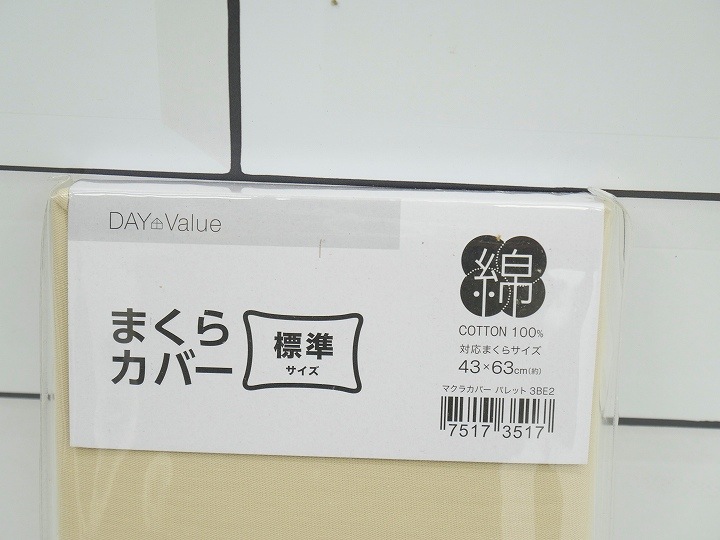 DAY Value
まくら
カバー
標準
サイズ
綿
COTTON 100%
対応まくらサイズ
43×63cm(約)
マクラカバー パレット 3BE2
7517 3517